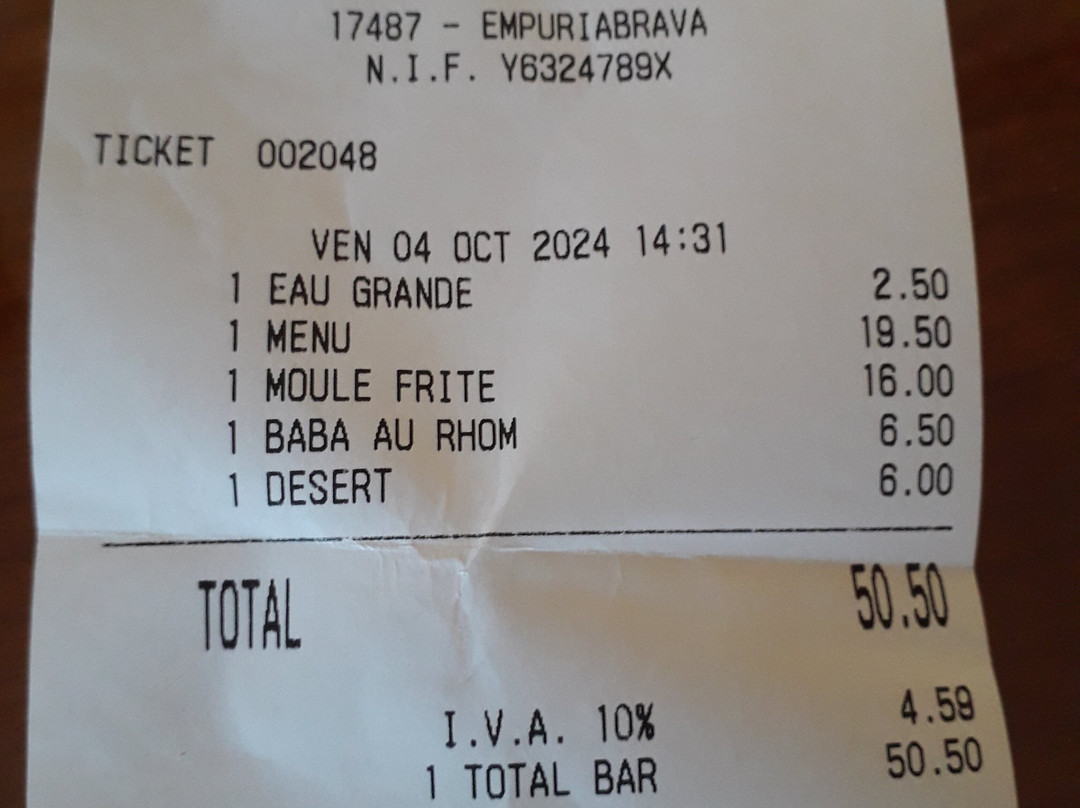 17487 - EMPURIABRAVA
N.I.F. Y6324789X
TICKET 002048
VEN 04 OCT 2024 14:31
1 EAU GRANDE 2.50
1 MENU 19.50
1 MOULE FRITE 16.00
1 BABA AU RHOM 6.50
1 DESERT 6.00
TOTAL 50.50
I.V.A. 10% 4.59
1 TOTAL BAR 50.50